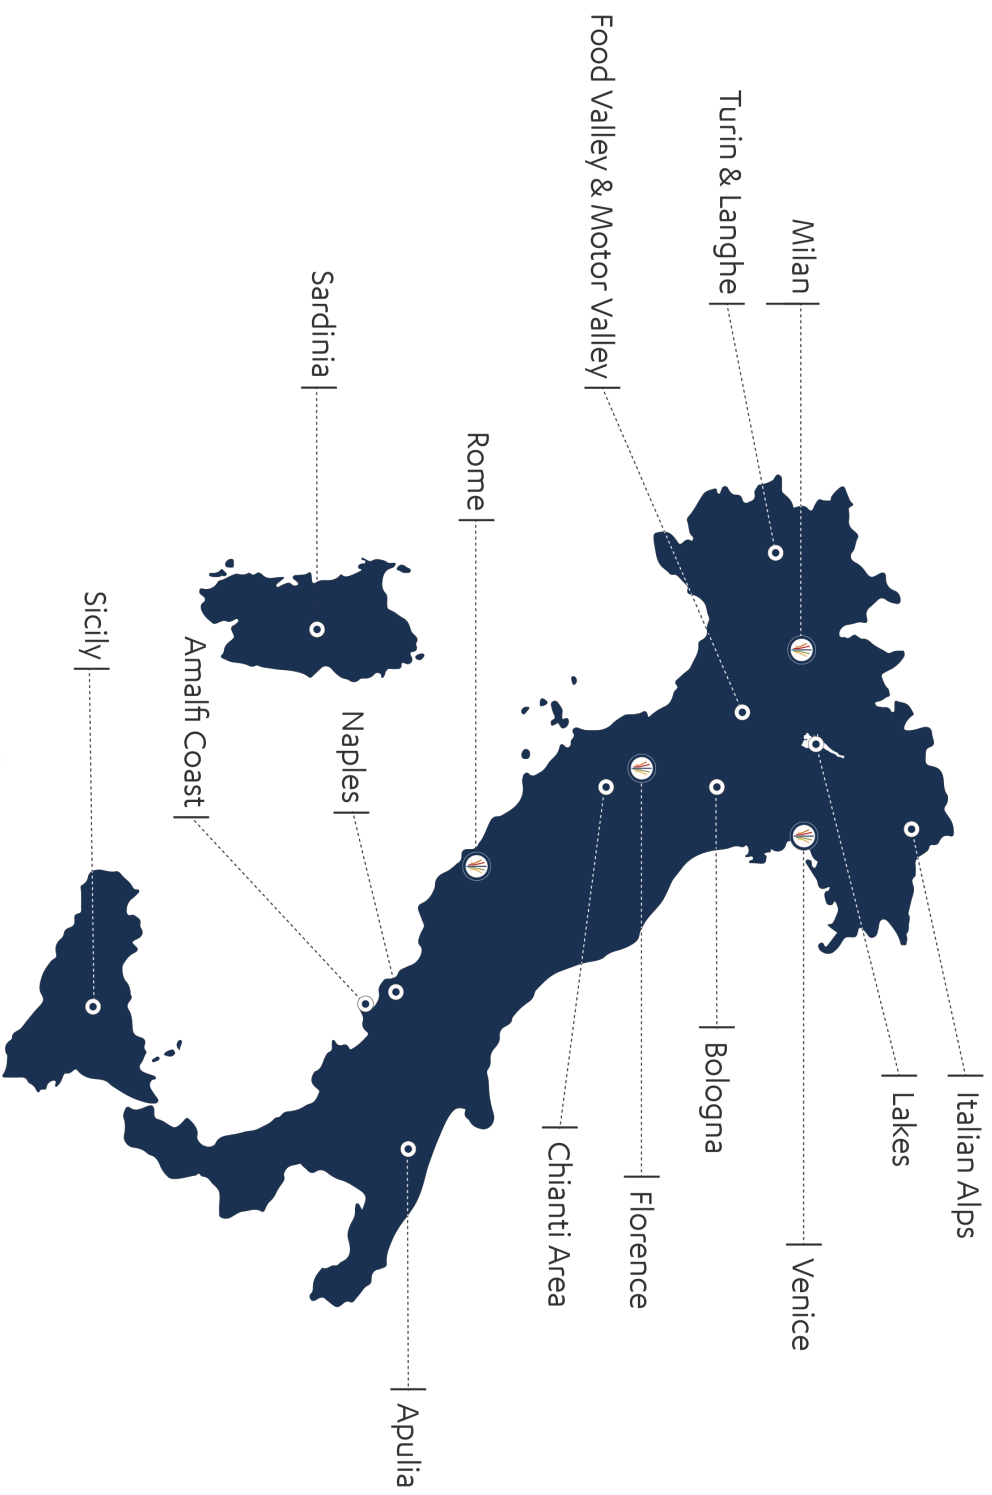 Italian Alps
Lakes
Milan
Venice
Turin & Langhe
Bologna
Food Valley & Motor Valley
Florence
Chianti Area
Rome
Apulia
Naples
Sardinia
Amalfi Coast
Sicily